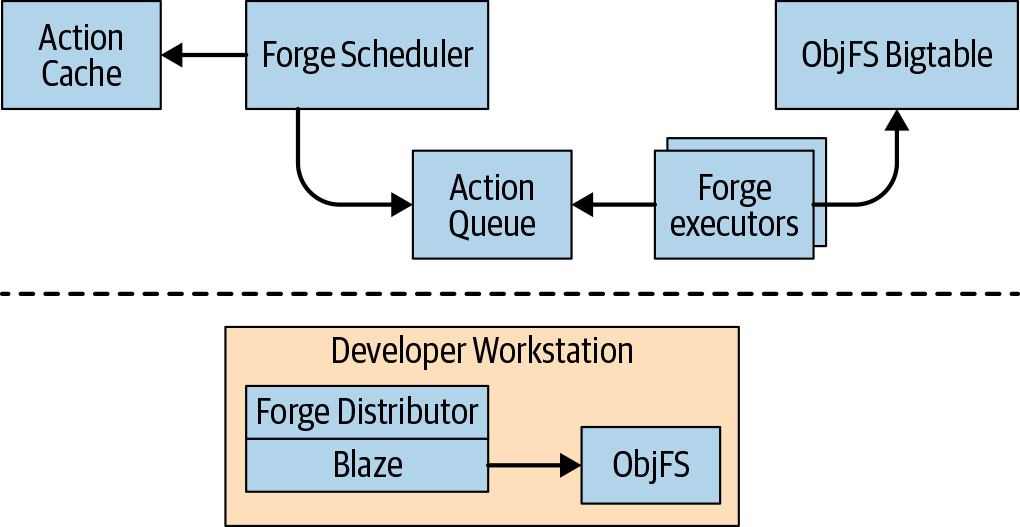 Action
Cache
Forge Scheduler
ObjFS Bigtable
Action
Queue
Forge
executors
Developer Workstation
Forge Distributor
Blaze
ObjFS